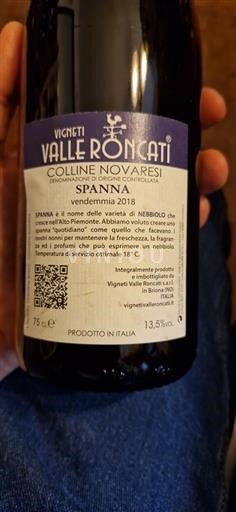 VIGNETI
VALLE RONCATI
COLLINE NOVARESI
DENOMINAZIONE DI ORIGINE CONTROLLATA
SPANNA
vendemmia 2018
SPANNA è il nome delle varietà di NEBBIOLO che
cresce nell'Alto Piemonte. Abbiamo voluto creare uno
spanna "quotidiano" come quello che facevano i
nostri nonni per mantenere la freschezza, la fragran-
za ed i profumi che può esprimere un nebbiolo.
Temperatura di servizio ottimale 18° C.
VINVIU
Integralmente prodotto
e imbottigliato da
Vigneti Valle Roncati s.a.s.
in Briona (NO)
ITALIA
vignetivalleroncati.it
75 cl. e
13,5% VOL.
PRODOTTO IN ITALIA